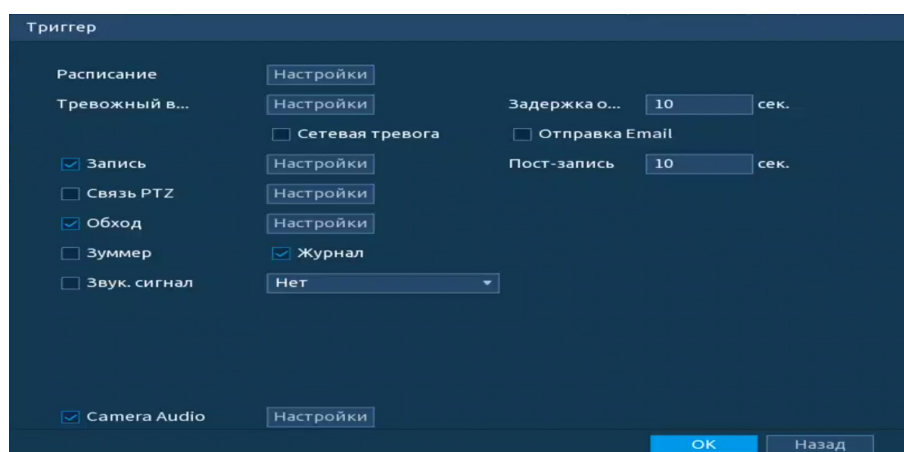 Триггер
Расписание Настройки
Тревожный в... Настройки Задержка о... 10 сек.
Сетевая тревога Отправка Email
Запись Настройки Пост-запись 10 сек.
Связь PTZ Настройки
Обход Настройки
Зуммер Журнал
Звук. сигнал Нет
Camera Audio Настройки
OK Назад